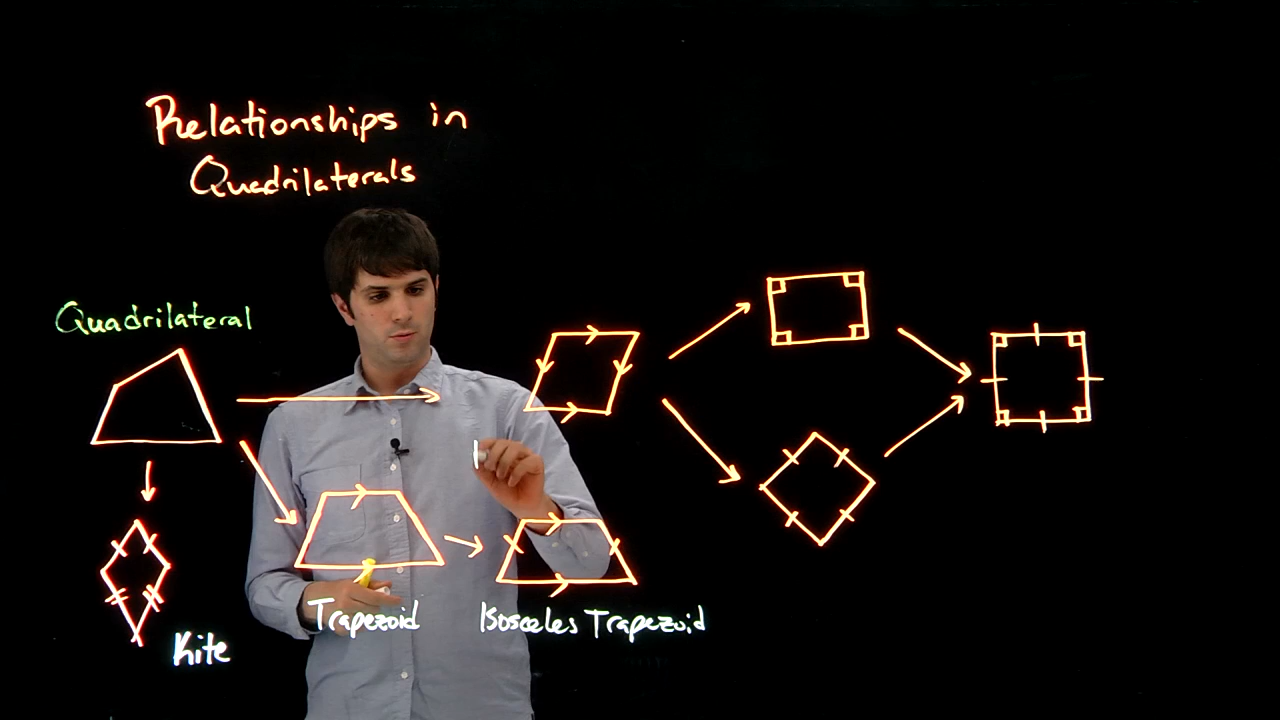 Relationships in
Quadrilaterals
Quadrilateral
Trapezoid
Isosceles Trapezoid
Kite